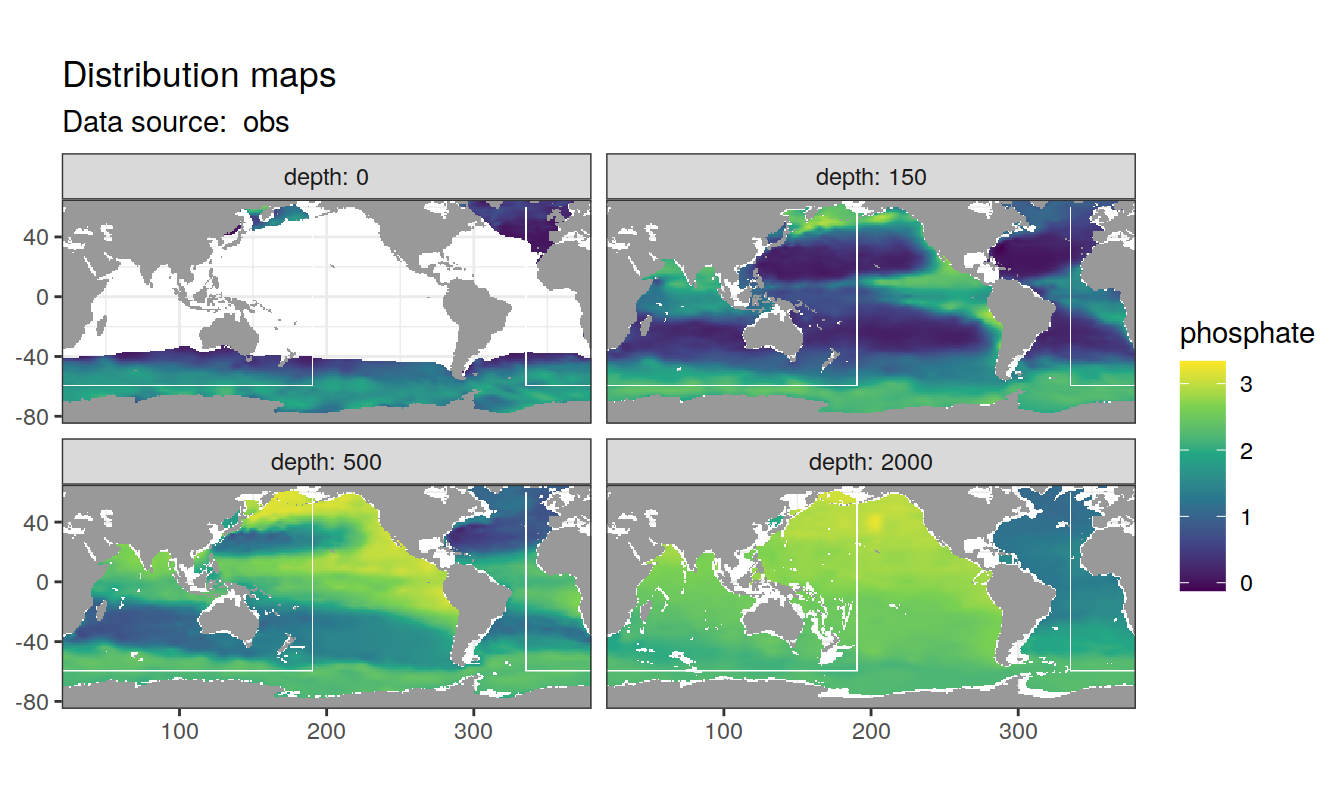 Distribution maps
Data source:  obs
depth: 0
depth: 150
40
0
-40
-80
depth: 500
depth: 2000
40
0
-40
-80
100
200
300
100
200
300
phosphate
3
2
1
0